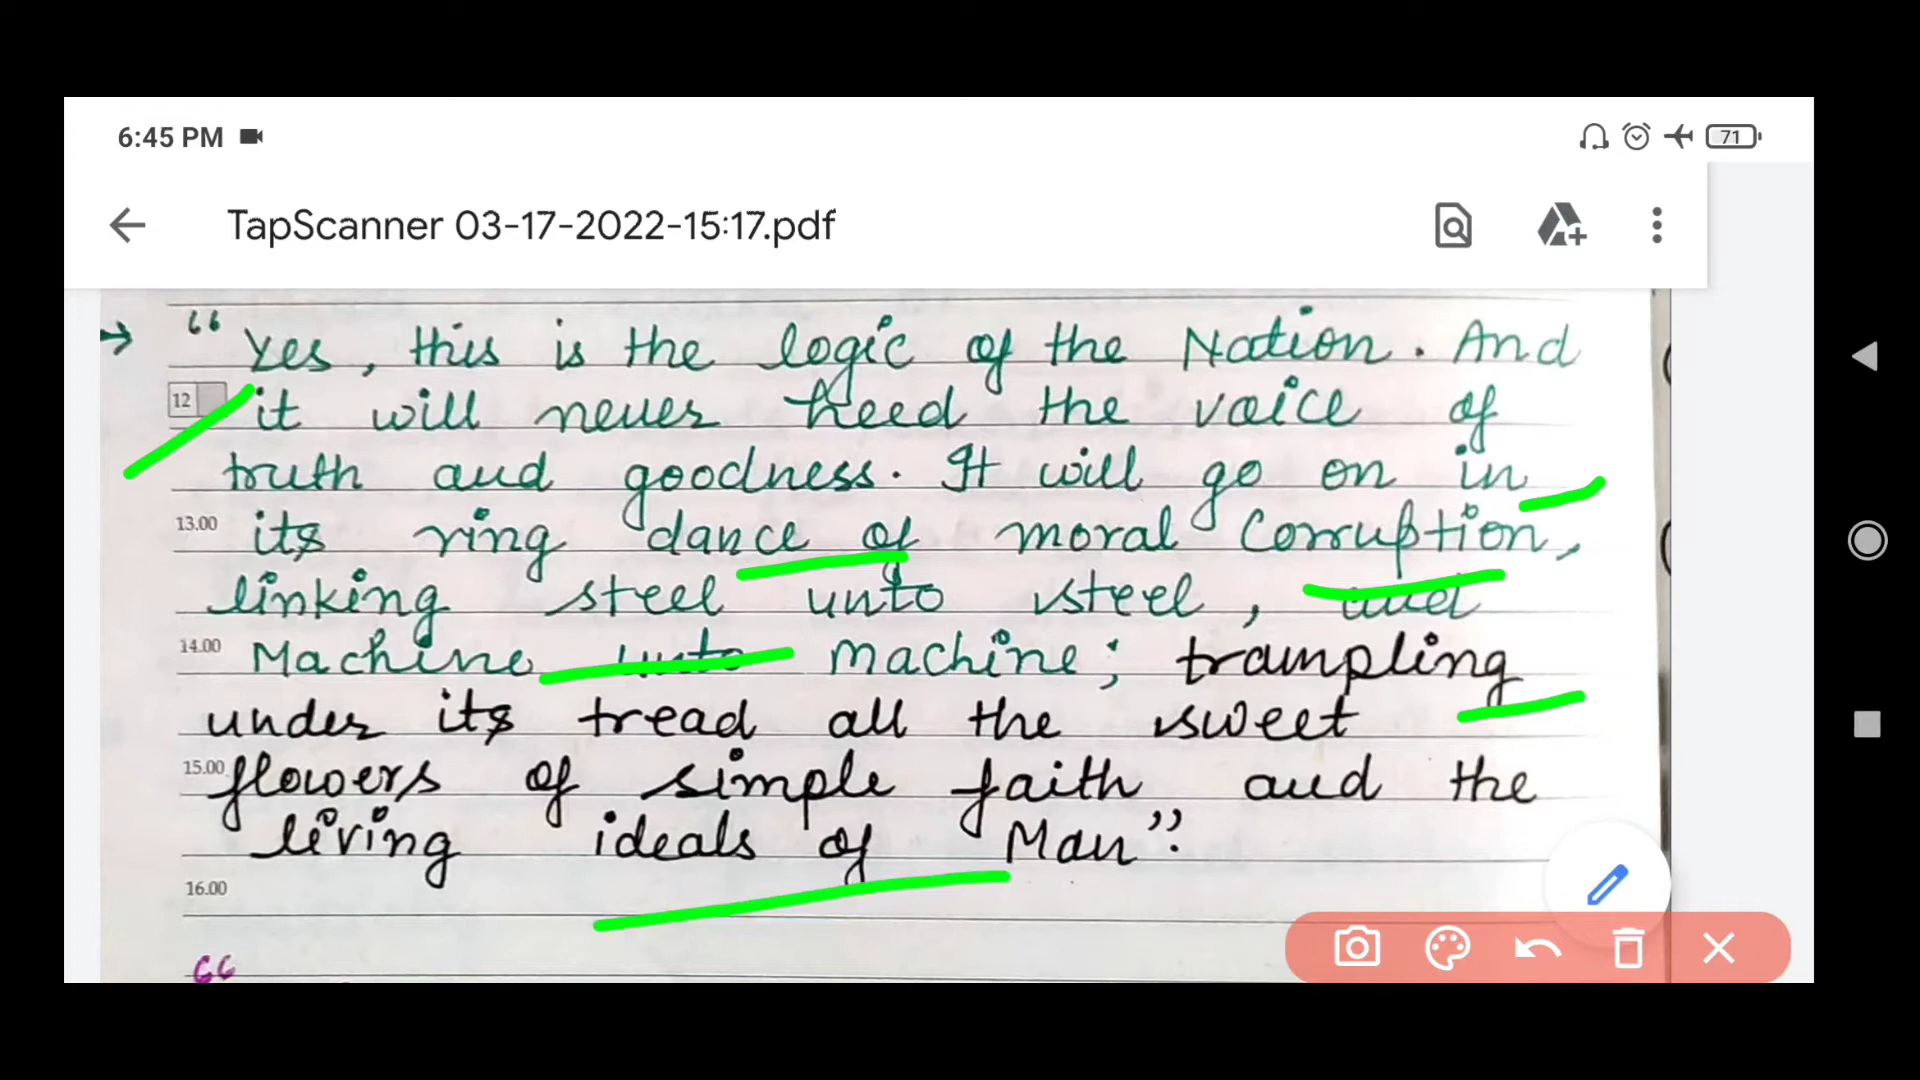 6:45 PM 71
TapScanner 03-17-2022-15:17.pdf
→ “Yes, this is the logic of the Nation. And
12 it will never heed the voice of
truth and goodness. It will go on in
13.00 its ring dance of moral Corruption,
linking steel unto steel, and
14.00 Machine unto machine; trampling
under its tread all the sweet
15.00 flowers of simple faith and the
living ideals of Man”.
16.00
“